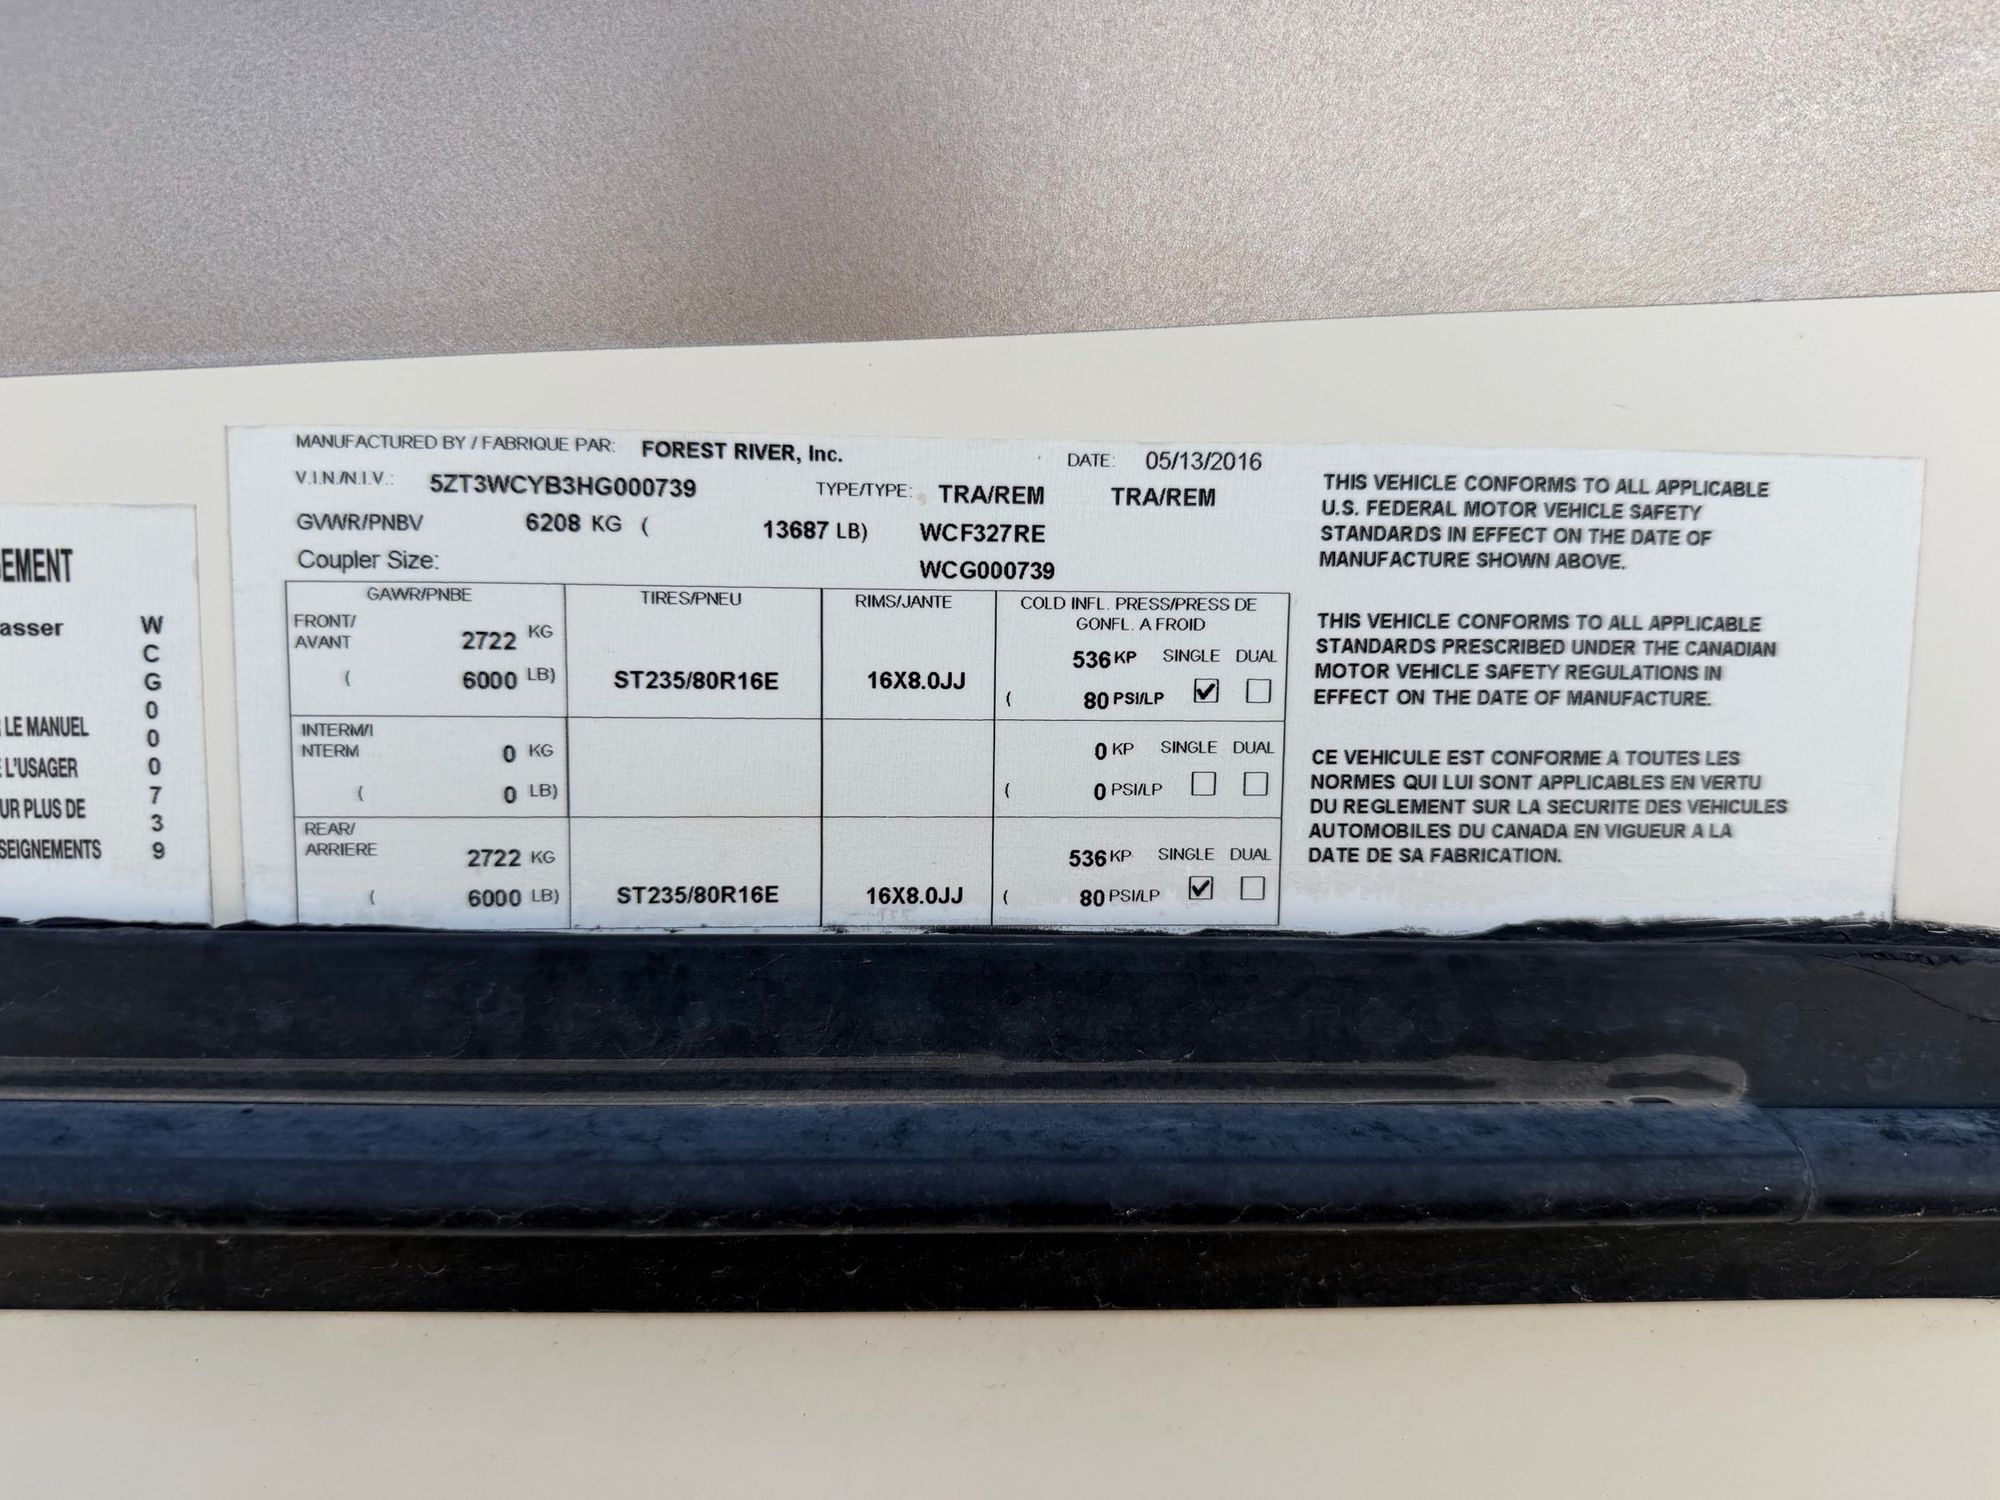 EMENT
asser
LE MANUEL
L'USAGER
UR PLUS DE
SEIGNEMENTS
W
C
G
0
0
0
7
3
9
MANUFACTURED BY / FABRIQUE PAR: FOREST RIVER, Inc. DATE: 05/13/2016
V.I.N./N.I.V.: 5ZT3WCYB3HG000739 TYPE/TYPE: TRA/REM TRA/REM
GVWR/PNBV 6208 KG ( 13687 LB) WCF327RE
Coupler Size: WCG000739
GAWR/PNBE TIRES/PNEU RIMS/JANTE COLD INFL. PRESS/PRESS DE
GONFL. A FROID
FRONT/
AVANT 2722 KG 536 KP SINGLE DUAL
( 6000 LB) ST235/80R16E 16X8.0JJ ( 80 PSI/LP ☑ ☐
INTERM/I
NTERM 0 KG 0 KP SINGLE DUAL
( 0 LB) ( 0 PSI/LP ☐ ☐
REAR/
ARRIERE 2722 KG 536 KP SINGLE DUAL
( 6000 LB) ST235/80R16E 16X8.0JJ ( 80 PSI/LP ☑ ☐
THIS VEHICLE CONFORMS TO ALL APPLICABLE
U.S. FEDERAL MOTOR VEHICLE SAFETY
STANDARDS IN EFFECT ON THE DATE OF
MANUFACTURE SHOWN ABOVE.
THIS VEHICLE CONFORMS TO ALL APPLICABLE
STANDARDS PRESCRIBED UNDER THE CANADIAN
MOTOR VEHICLE SAFETY REGULATIONS IN
EFFECT ON THE DATE OF MANUFACTURE.
CE VEHICULE EST CONFORME A TOUTES LES
NORMES QUI LUI SONT APPLICABLES EN VERTU
DU REGLEMENT SUR LA SECURITE DES VEHICULES
AUTOMOBILES DU CANADA EN VIGUEUR A LA
DATE DE SA FABRICATION.